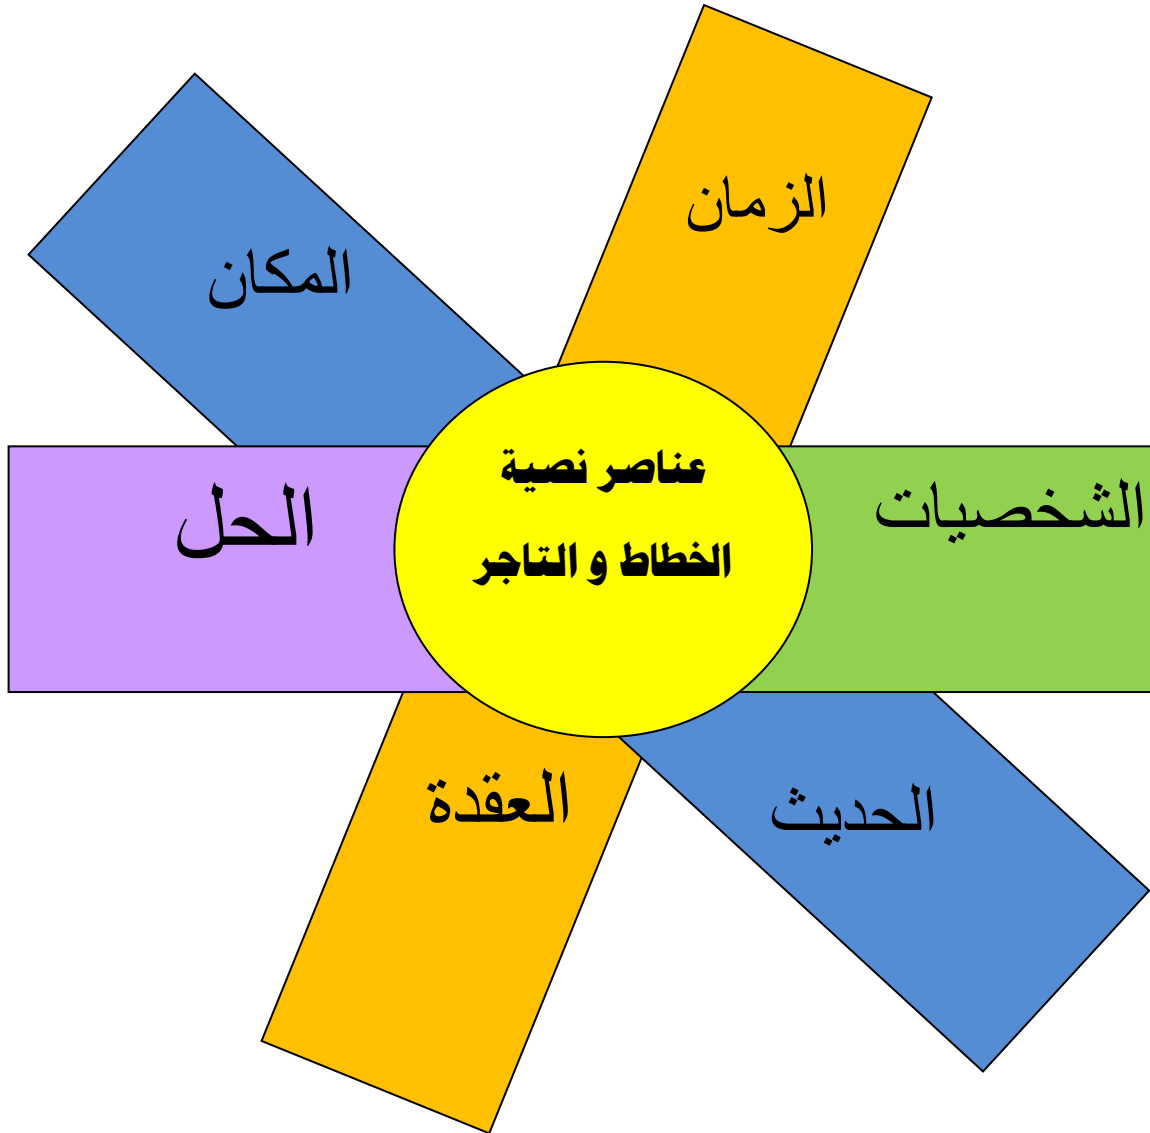 الزمان
المكان
عناصر نصية
الخطاط و التاجر
الشخصيات
الحل
العقدة
الحديث